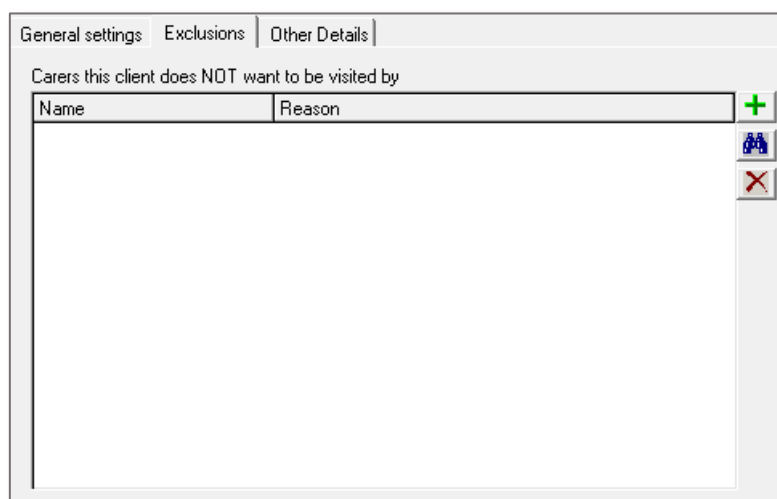 General settings Exclusions Other Details
Carers this client does NOT want to be visited by
Name Reason